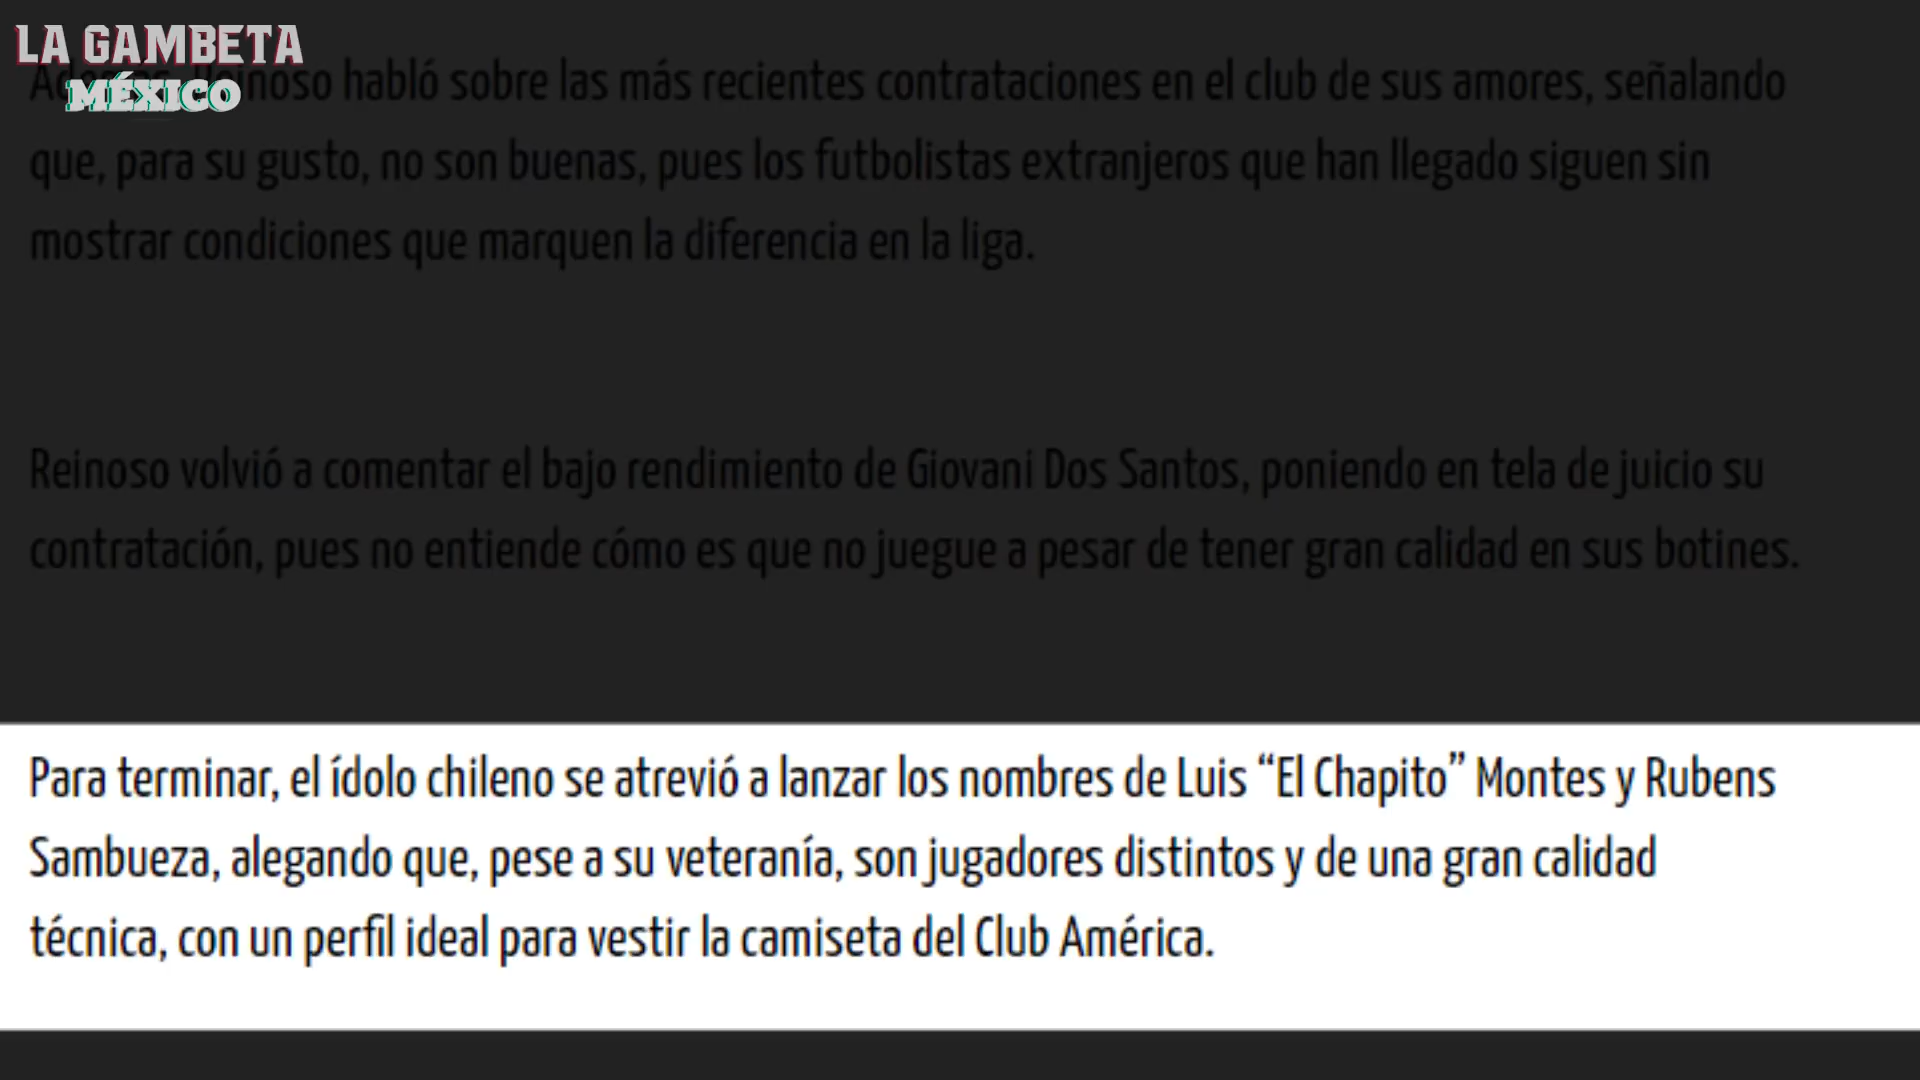 LA GAMBETA
MÉXICO
habló sobre las más recientes contrataciones en el club de sus amores, señalando
que, para su gusto, no son buenas, pues los futbolistas extranjeros que han llegado siguen sin
mostrar condiciones que marquen la diferencia en la liga.
Reinoso volvió a comentar el bajo rendimiento de Giovani Dos Santos, poniendo en tela de juicio su
contratación, pues no entiende cómo es que no juegue a pesar de tener gran calidad en sus botines.
Para terminar, el ídolo chileno se atrevió a lanzar los nombres de Luis “El Chapito” Montes y Rubens
Sambueza, alegando que, pese a su veteranía, son jugadores distintos y de una gran calidad
técnica, con un perfil ideal para vestir la camiseta del Club América.